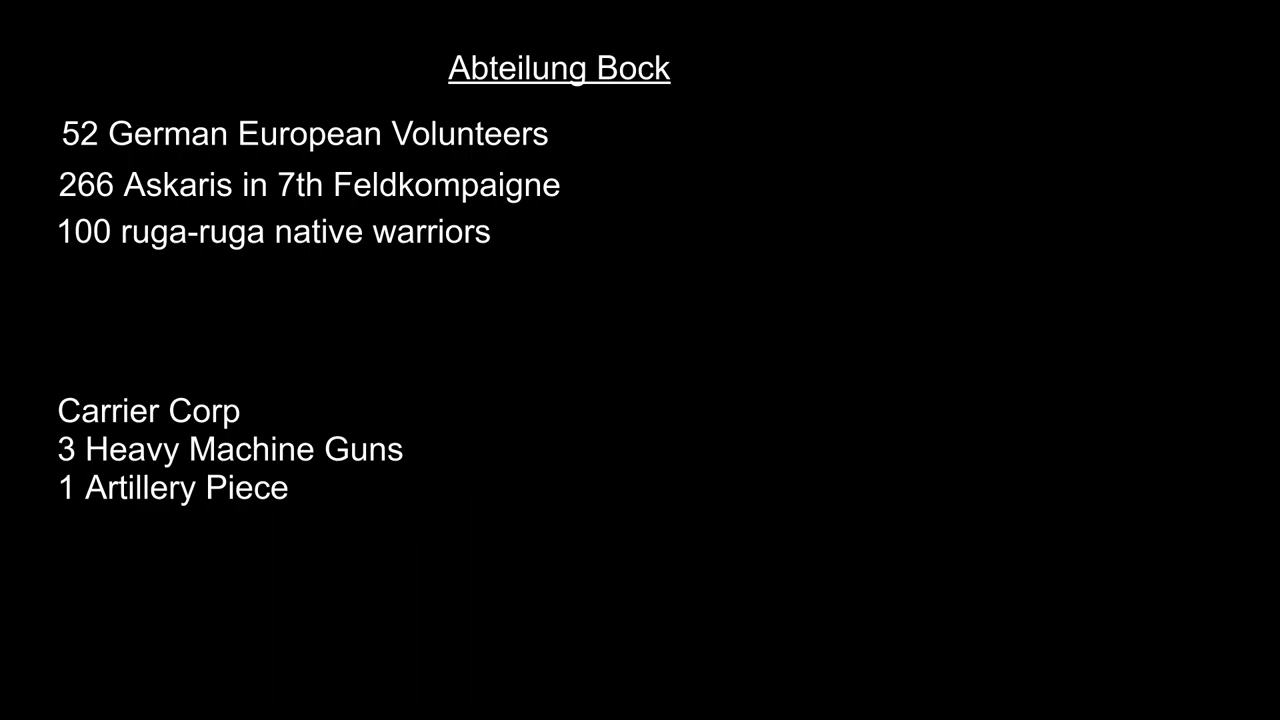 Abteilung Bock
52 German European Volunteers
266 Askaris in 7th Feldkompaigne
100 ruga-ruga native warriors
Carrier Corp
3 Heavy Machine Guns
1 Artillery Piece